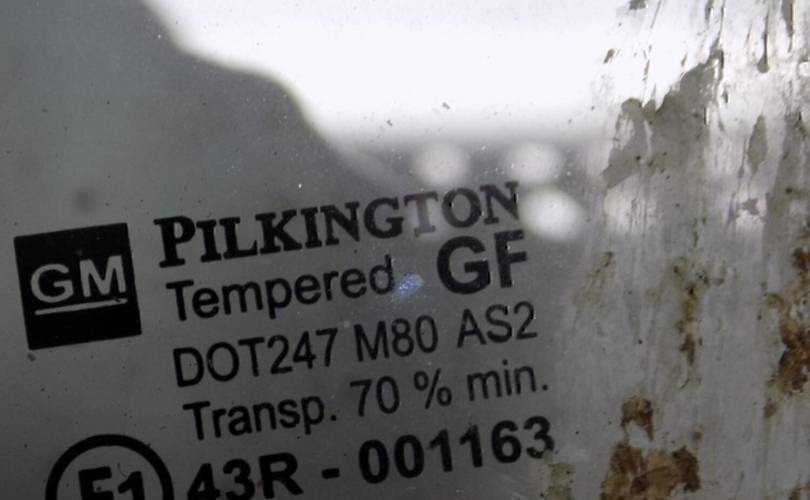 GM
PILKINGTON
Tempered GF
DOT247 M80 AS2
Transp. 70 % min.
E1 43R - 001163